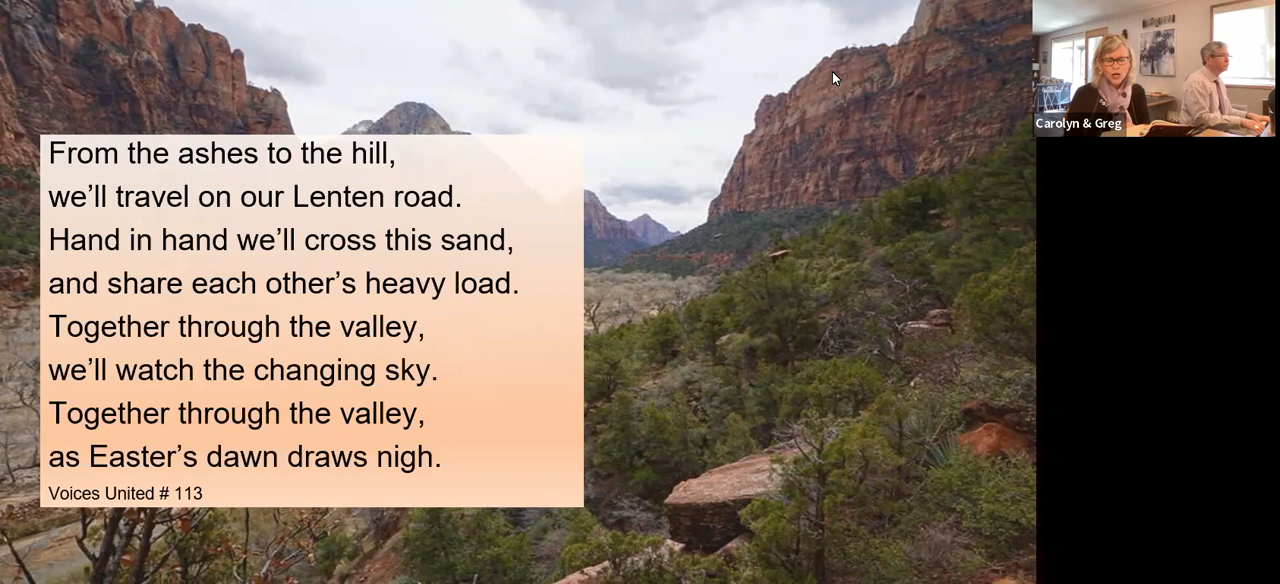 From the ashes to the hill,
we’ll travel on our Lenten road.
Hand in hand we’ll cross this sand,
and share each other’s heavy load.
Together through the valley,
we’ll watch the changing sky.
Together through the valley,
as Easter’s dawn draws nigh.
Voices United # 113
Carolyn & Greg